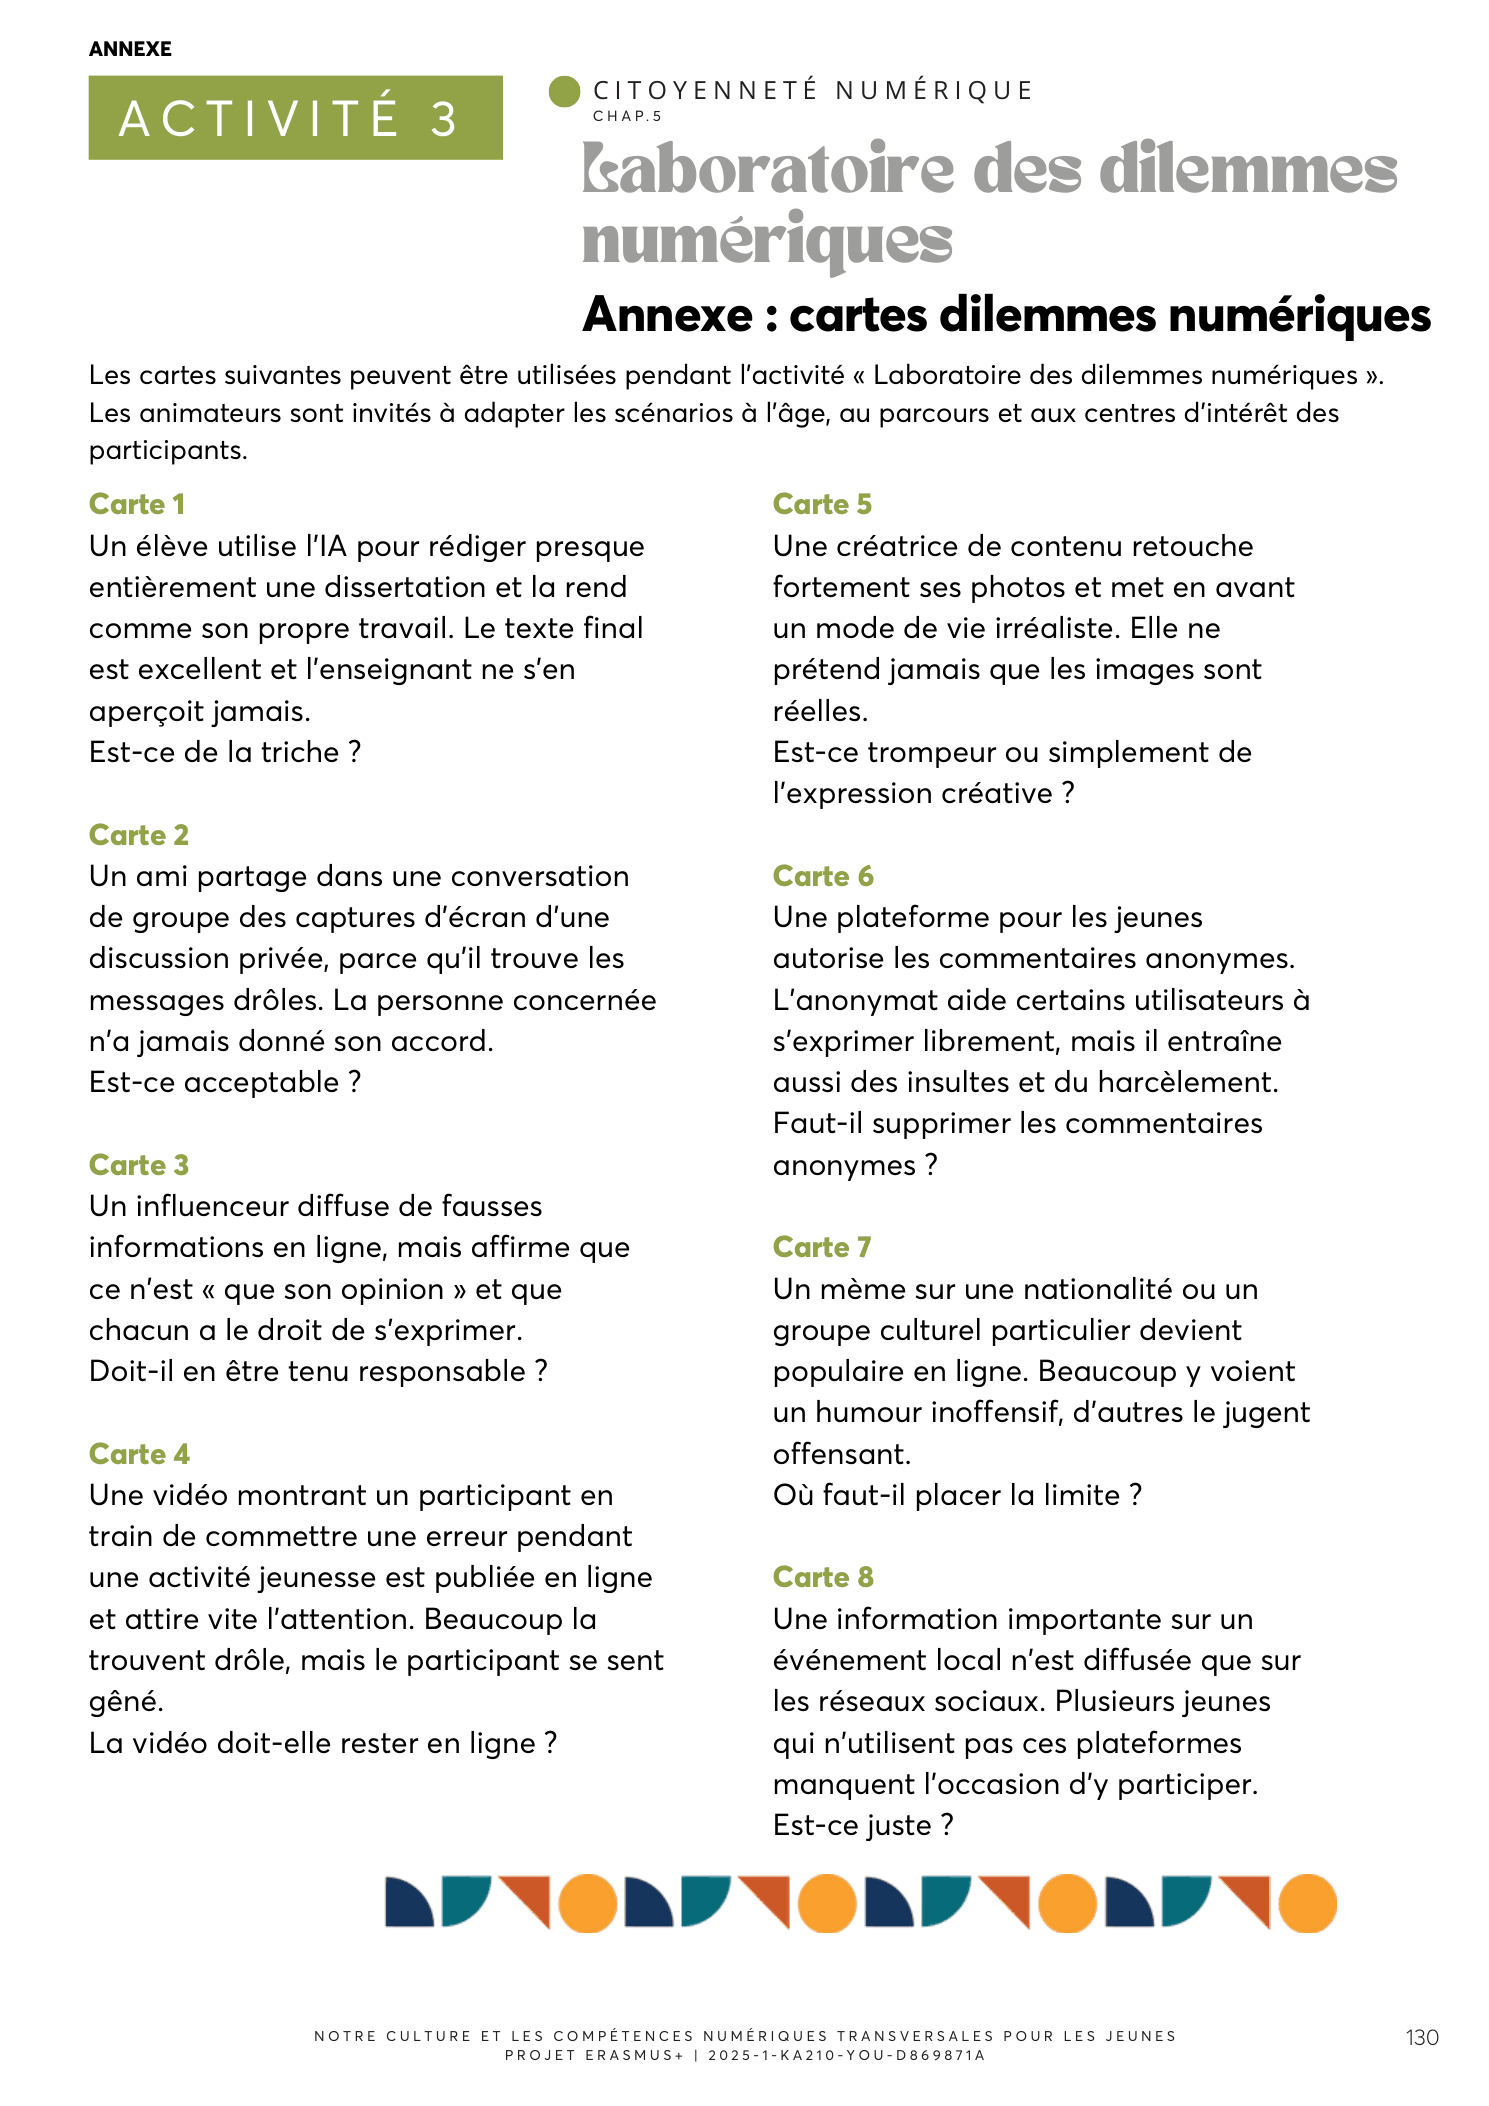 ANNEXE
ACTIVITÉ 3
CITOYENNETÉ NUMÉRIQUE
CHAP.5
Laboratoire des dilemmes
numériques
Annexe : cartes dilemmes numériques
Les cartes suivantes peuvent être utilisées pendant l’activité « Laboratoire des dilemmes numériques ».
Les animateurs sont invités à adapter les scénarios à l’âge, au parcours et aux centres d’intérêt des
participants.
Carte 1
Un élève utilise l’IA pour rédiger presque
entièrement une dissertation et la rend
comme son propre travail. Le texte final
est excellent et l’enseignant ne s’en
aperçoit jamais.
Est-ce de la triche ?
Carte 2
Un ami partage dans une conversation
de groupe des captures d’écran d’une
discussion privée, parce qu’il trouve les
messages drôles. La personne concernée
n’a jamais donné son accord.
Est-ce acceptable ?
Carte 3
Un influenceur diffuse de fausses
informations en ligne, mais affirme que
ce n’est « que son opinion » et que
chacun a le droit de s’exprimer.
Doit-il en être tenu responsable ?
Carte 4
Une vidéo montrant un participant en
train de commettre une erreur pendant
une activité jeunesse est publiée en ligne
et attire vite l’attention. Beaucoup la
trouvent drôle, mais le participant se sent
gêné.
La vidéo doit-elle rester en ligne ?
Carte 5
Une créatrice de contenu retouche
fortement ses photos et met en avant
un mode de vie irréaliste. Elle ne
prétend jamais que les images sont
réelles.
Est-ce trompeur ou simplement de
l’expression créative ?
Carte 6
Une plateforme pour les jeunes
autorise les commentaires anonymes.
L’anonymat aide certains utilisateurs à
s’exprimer librement, mais il entraîne
aussi des insultes et du harcèlement.
Faut-il supprimer les commentaires
anonymes ?
Carte 7
Un mème sur une nationalité ou un
groupe culturel particulier devient
populaire en ligne. Beaucoup y voient
un humour inoffensif, d’autres le jugent
offensant.
Où faut-il placer la limite ?
Carte 8
Une information importante sur un
événement local n’est diffusée que sur
les réseaux sociaux. Plusieurs jeunes
qui n’utilisent pas ces plateformes
manquent l’occasion d’y participer.
Est-ce juste ?
NOTRE CULTURE ET LES COMPÉTENCES NUMÉRIQUES TRANSVERSALES POUR LES JEUNES
PROJET ERASMUS+ | 2025-1-KA210-YOU-D869871A
130